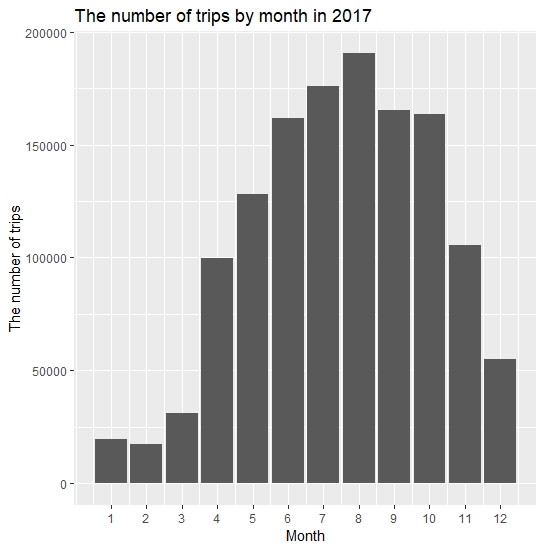 The number of trips by month in 2017
The number of trips
200000
150000
100000
50000
0
1 2 3 4 5 6 7 8 9 10 11 12
Month